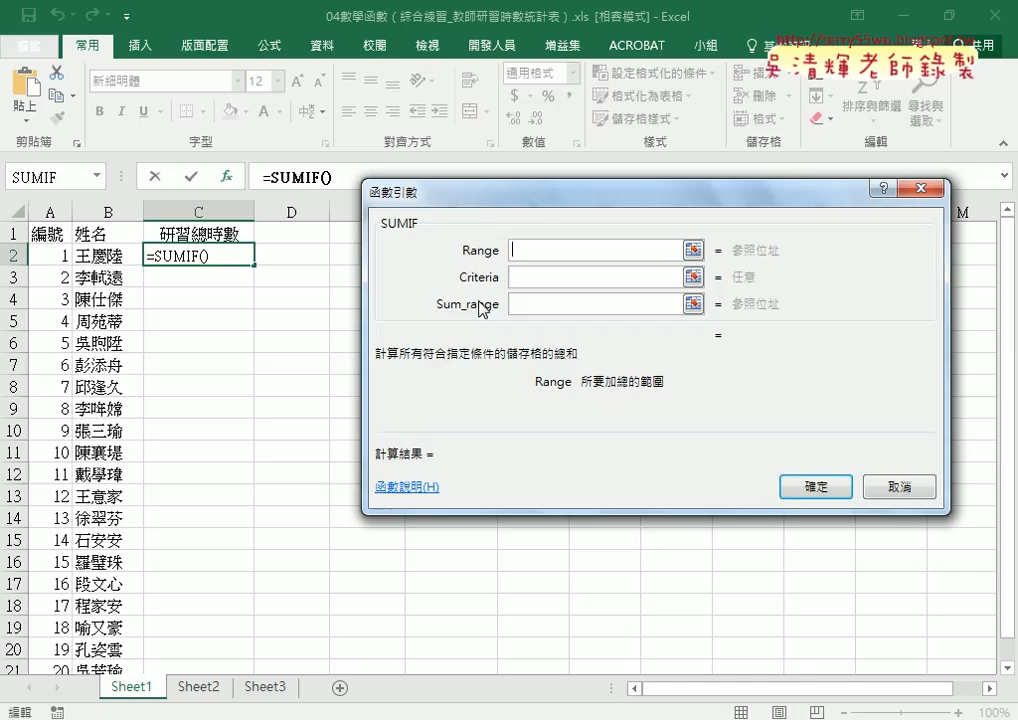 04數學函數（綜合練習_教師研習時數統計表）.xls [相容模式] - Excel
檔案 常用 插入 版面配置 公式 資料 校閱 檢視 開發人員 增益集 ACROBAT 小組 共用
http://terry55wu.blogspot.tw
吳清輝老師錄製
貼上 新細明體 12 通用格式 設定格式化的條件 插入
格式化為表格 刪除 排序與篩選 尋找與
儲存格樣式 格式 選取
剪貼簿 字型 對齊方式 數值 樣式 儲存格 編輯
SUMIF =SUMIF()
A B C D M
1 編號 姓名 研習總時數
2 1 王慶陸 =SUMIF()
3 2 李軾遠
4 3 陳仕傑
5 4 周苑蒂
6 5 吳煦陞
7 6 彭添舟
8 7 邱逢久
9 8
10 9 張三瑜
11 10 陳襄堤
12 11 戴學瑋
13 12 王意家
14 13 徐翠芬
15 14 石安安
16 15 羅璧珠
17 16 段文心
18 17 程家安
19 18 喻又豪
20 19 孔姿雲
21 20 吳芳瑜
函數引數
SUMIF
Range = 參照位址
Criteria = 任意
Sum_range = 參照位址
=
計算所有符合指定條件的儲存格的總和
Range 所要加總的範圍
計算結果 =
函數說明(H) 確定 取消
Sheet1 Sheet2 Sheet3
編輯 100%